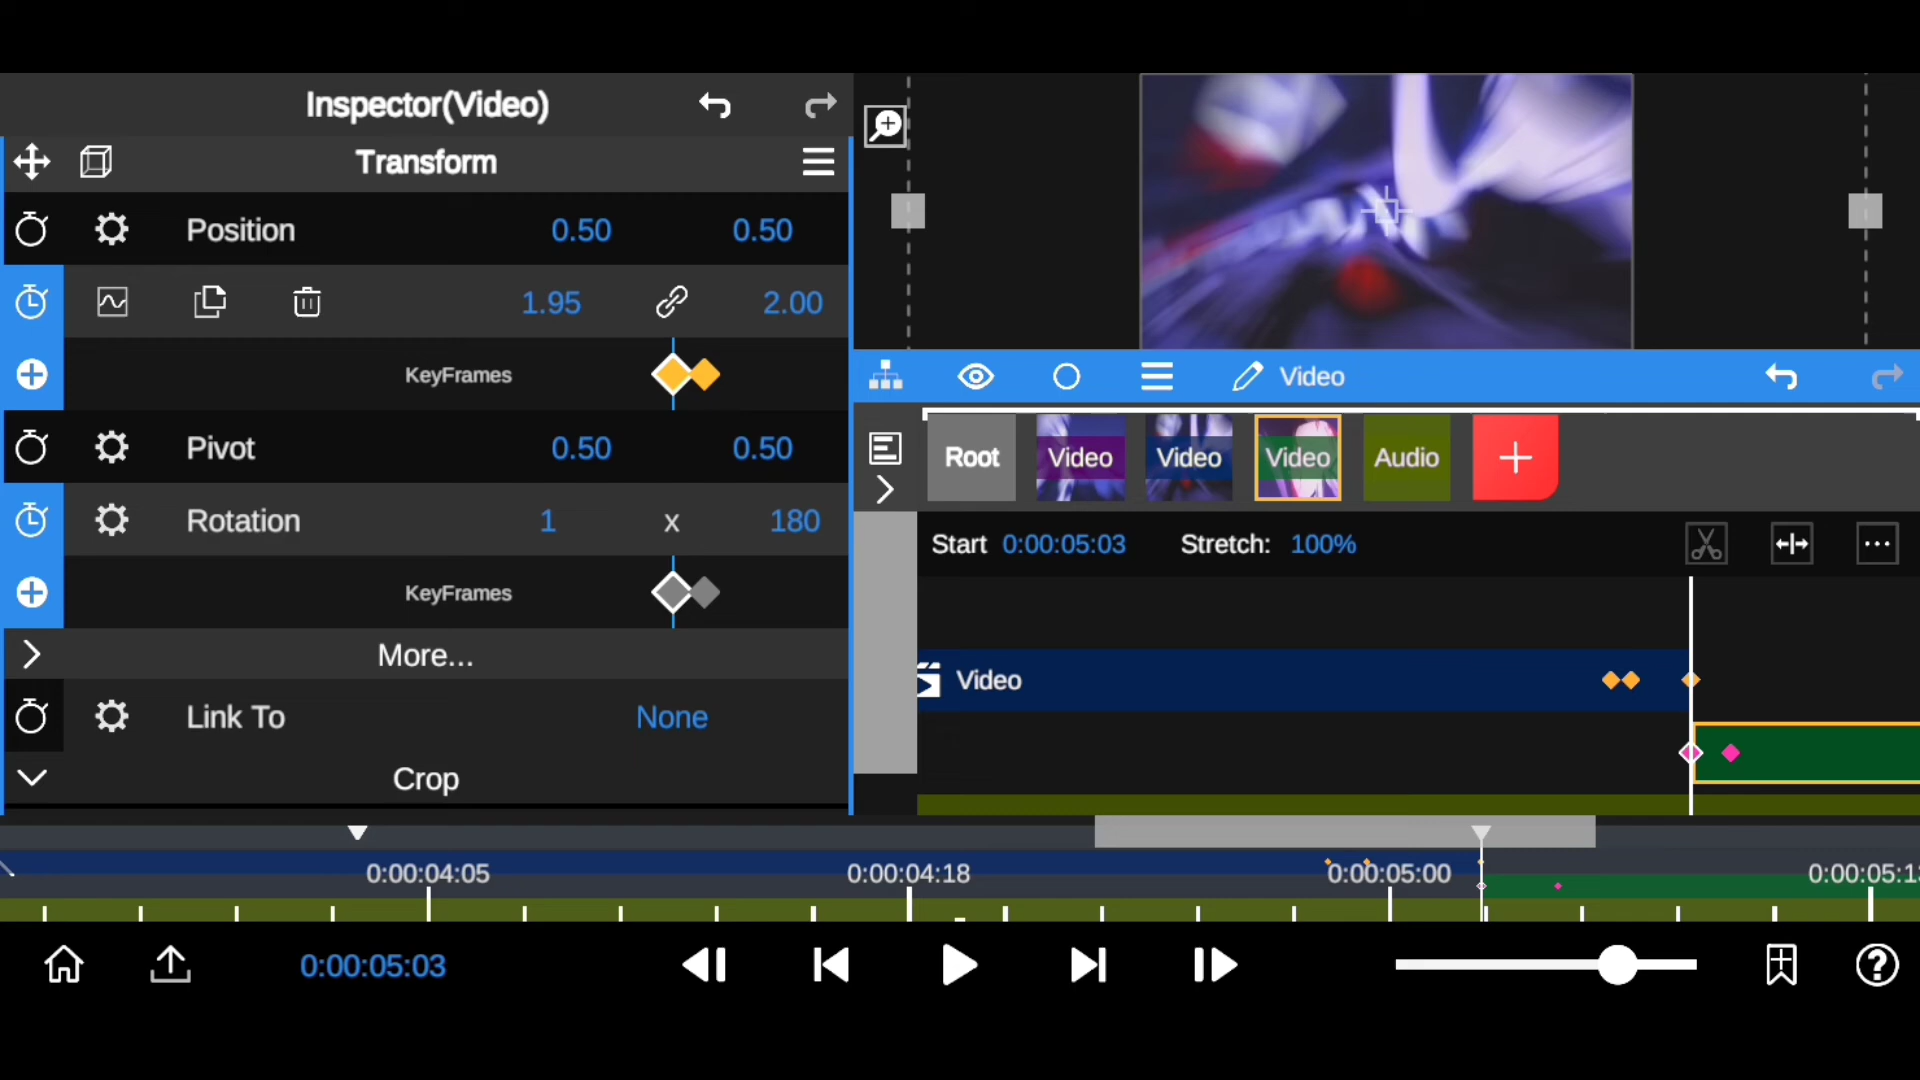 Inspector(Video)
Transform
Position 0.50 0.50
1.95 2.00
KeyFrames
Pivot 0.50 0.50
Rotation 1 x 180
KeyFrames
More...
Link To None
Crop
Video
Root Video Video Video Audio
Start 0:00:05:03 Stretch: 100%
Video
0:00:04:05 0:00:04:18 0:00:05:00 0:00:05:13
0:00:05:03